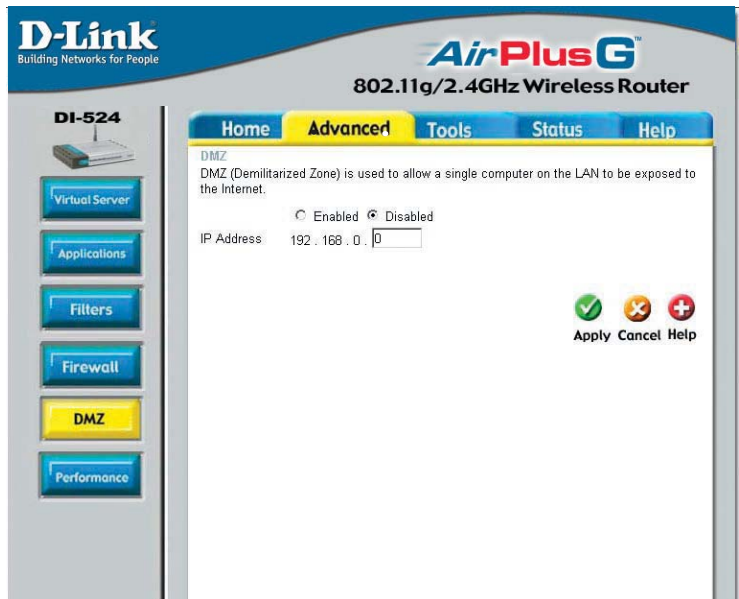 D-Link
Building Networks for People
AirPlus G™
802.11g/2.4GHz Wireless Router
DI-524
Home Advanced Tools Status Help
Virtual Server
Applications
Filters
Firewall
DMZ
Performance
DMZ
DMZ (Demilitarized Zone) is used to allow a single computer on the LAN to be exposed to
the Internet.
Enabled Disabled
IP Address 192 . 168 . 0 . 0
Apply Cancel Help